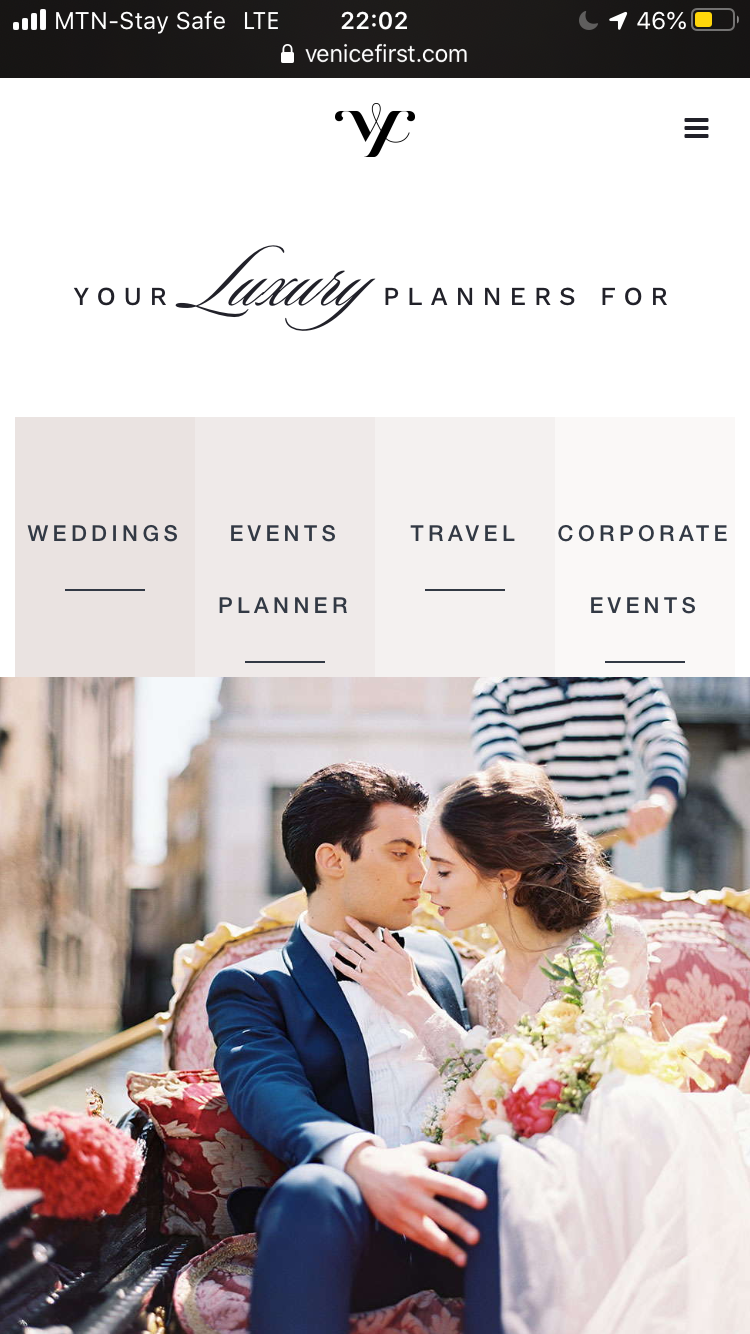 MTN-Stay Safe LTE 22:02 46%
venicefirst.com
YOUR Luxury PLANNERS FOR
WEDDINGS
EVENTS
PLANNER
TRAVEL
CORPORATE
EVENTS